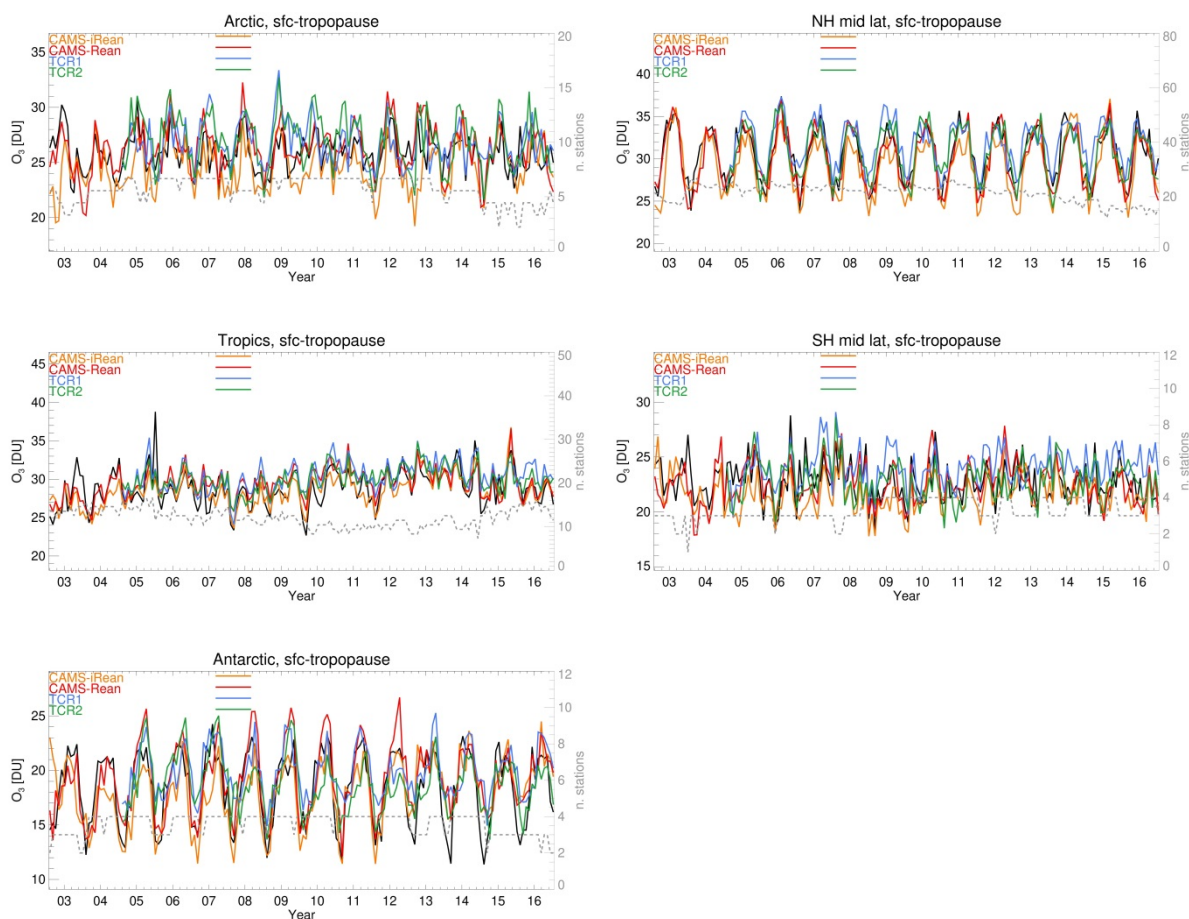 Arctic, sfc-tropopause
CAMS-iRean
CAMS-Rean
TCR1
TCR2
O3 [DU]
35
30
25
20
20
15
10
5
0
n. stations
03 04 05 06 07 08 09 10 11 12 13 14 15 16
Year
NH mid lat, sfc-tropopause
CAMS-iRean
CAMS-Rean
TCR1
TCR2
O3 [DU]
40
35
30
25
20
80
60
40
20
0
n. stations
03 04 05 06 07 08 09 10 11 12 13 14 15 16
Year
Tropics, sfc-tropopause
CAMS-iRean
CAMS-Rean
TCR1
TCR2
O3 [DU]
45
40
35
30
25
20
50
40
30
20
10
0
n. stations
03 04 05 06 07 08 09 10 11 12 13 14 15 16
Year
SH mid lat, sfc-tropopause
CAMS-iRean
CAMS-Rean
TCR1
TCR2
O3 [DU]
30
25
20
15
12
10
8
6
4
2
0
n. stations
03 04 05 06 07 08 09 10 11 12 13 14 15 16
Year
Antarctic, sfc-tropopause
CAMS-iRean
CAMS-Rean
TCR1
TCR2
O3 [DU]
25
20
15
10
12
10
8
6
4
2
0
n. stations
03 04 05 06 07 08 09 10 11 12 13 14 15 16
Year